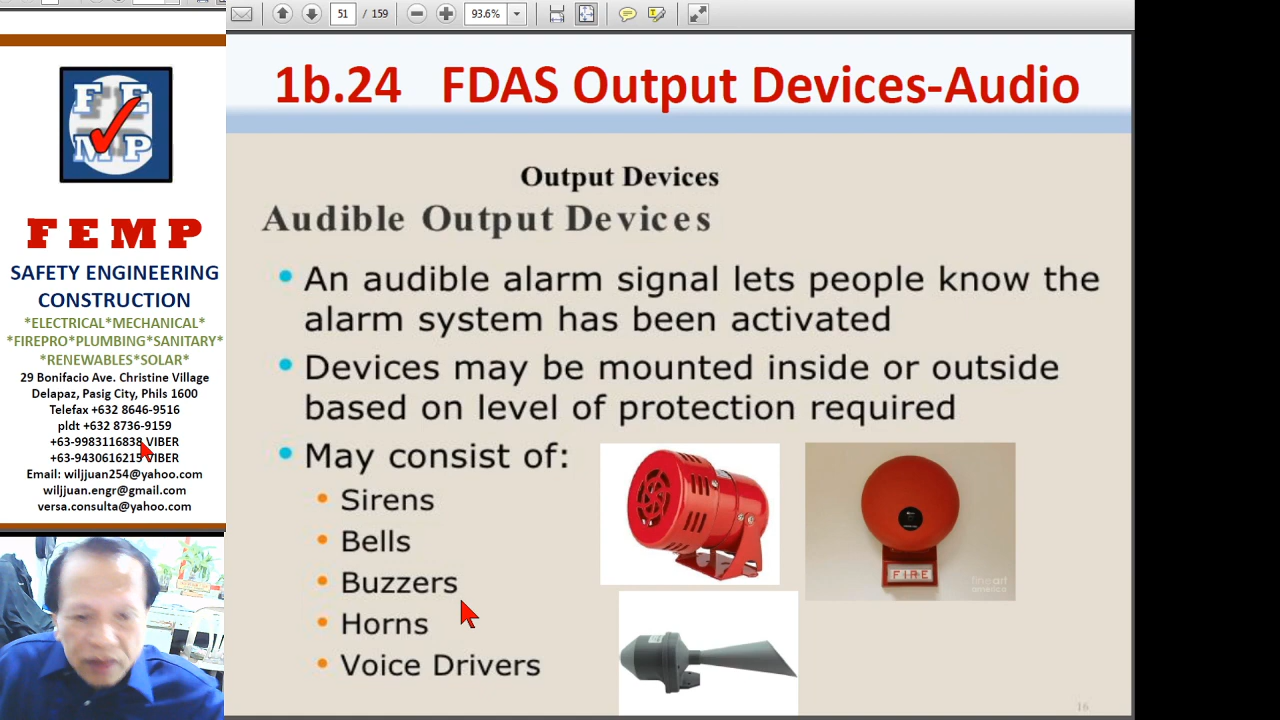 51 / 159
93.6%
1b.24 FDAS Output Devices-Audio
F E
M P
F E M P
SAFETY ENGINEERING
CONSTRUCTION
*ELECTRICAL*MECHANICAL*
*FIREPRO*PLUMBING*SANITARY*
*RENEWABLES*SOLAR*
29 Bonifacio Ave. Christine Village
Delapaz, Pasig City, Phils 1600
Telefax +632 8646-9516
pldt +632 8736-9159
+63-9983116838 VIBER
+63-9430616215 VIBER
Email: wiljjuan254@yahoo.com
wiljjuan.engr@gmail.com
versa.consulta@yahoo.com
Output Devices
Audible Output Devices
• An audible alarm signal lets people know the
alarm system has been activated
• Devices may be mounted inside or outside
based on level of protection required
• May consist of:
• Sirens
• Bells
• Buzzers
• Horns
• Voice Drivers
FIRE
fineart
america
16